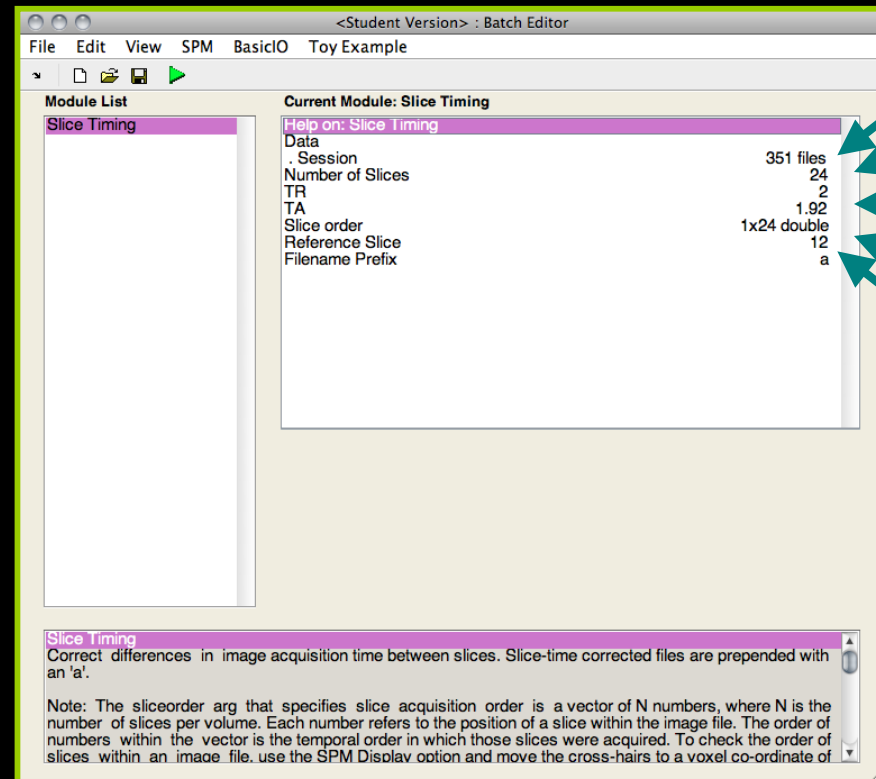 <Student Version> : Batch Editor
File Edit View SPM BasicIO Toy Example
Module List
Current Module: Slice Timing
Slice Timing
Help on: Slice Timing
Data
. Session 351 files
Number of Slices 24
TR 2
TA 1.92
Slice order 1x24 double
Reference Slice 12
Filename Prefix a
Slice Timing
Correct differences in image acquisition time between slices. Slice-time corrected files are prepended with
an 'a'.
Note: The sliceorder arg that specifies slice acquisition order is a vector of N numbers, where N is the
number of slices per volume. Each number refers to the position of a slice within the image file. The order of
numbers within the vector is the temporal order in which those slices were acquired. To check the order of
slices within an image file, use the SPM Display option and move the cross-hairs to a voxel co-ordinate of